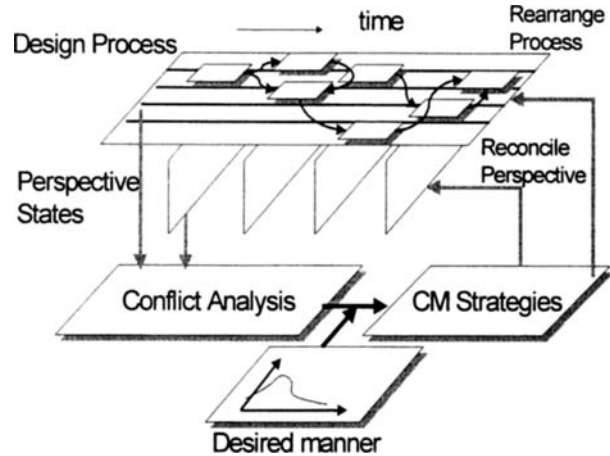 Design Process
time
Rearrange
Process
Perspective
States
Reconcile
Perspective
Conflict Analysis
CM Strategies
Desired manner